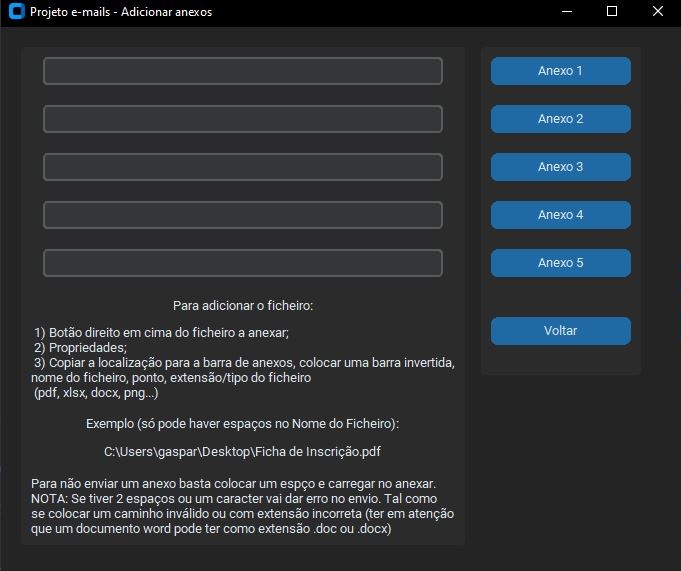 Projeto e-mails - Adicionar anexos
Anexo 1
Anexo 2
Anexo 3
Anexo 4
Anexo 5
Voltar
Para adicionar o ficheiro:
1) Botão direito em cima do ficheiro a anexar;
2) Propriedades;
3) Copiar a localização para a barra de anexos, colocar uma barra invertida,
nome do ficheiro, ponto, extensão/tipo do ficheiro
(pdf, xlsx, docx, png...)
Exemplo (só pode haver espaços no Nome do Ficheiro):
C:\Users\gaspar\Desktop\Ficha de Inscrição.pdf
Para não enviar um anexo basta colocar um espço e carregar no anexar.
NOTA: Se tiver 2 espaços ou um caracter vai dar erro no envio. Tal como
se colocar um caminho inválido ou com extensão incorreta (ter em atenção
que um documento word pode ter como extensão .doc ou .docx)